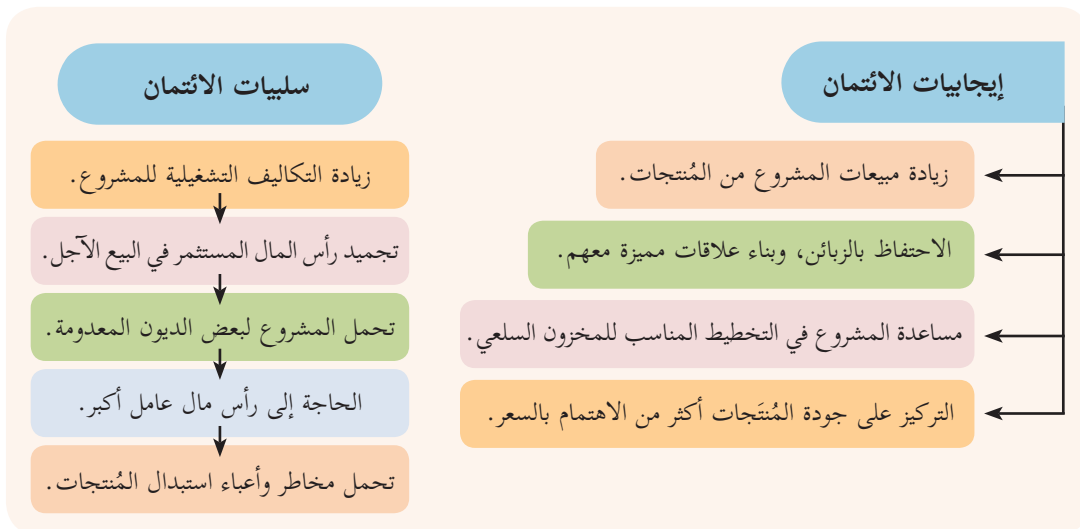 إيجابيات الائتمان
زيادة مبيعات المشروع من المُنتجات.
الاحتفاظ بالزبائن، وبناء علاقات مميزة معهم.
مساعدة المشروع في التخطيط المناسب للمخزون السلعي.
التركيز على جودة المُنتَجات أكثر من الاهتمام بالسعر.
سلبيات الائتمان
زيادة التكاليف التشغيلية للمشروع.
تجميد رأس المال المستثمر في البيع الآجل.
تحمل المشروع لبعض الديون المعدومة.
الحاجة إلى رأس مال عامل أكبر.
تحمل مخاطر وأعباء استبدال المُنتجات.